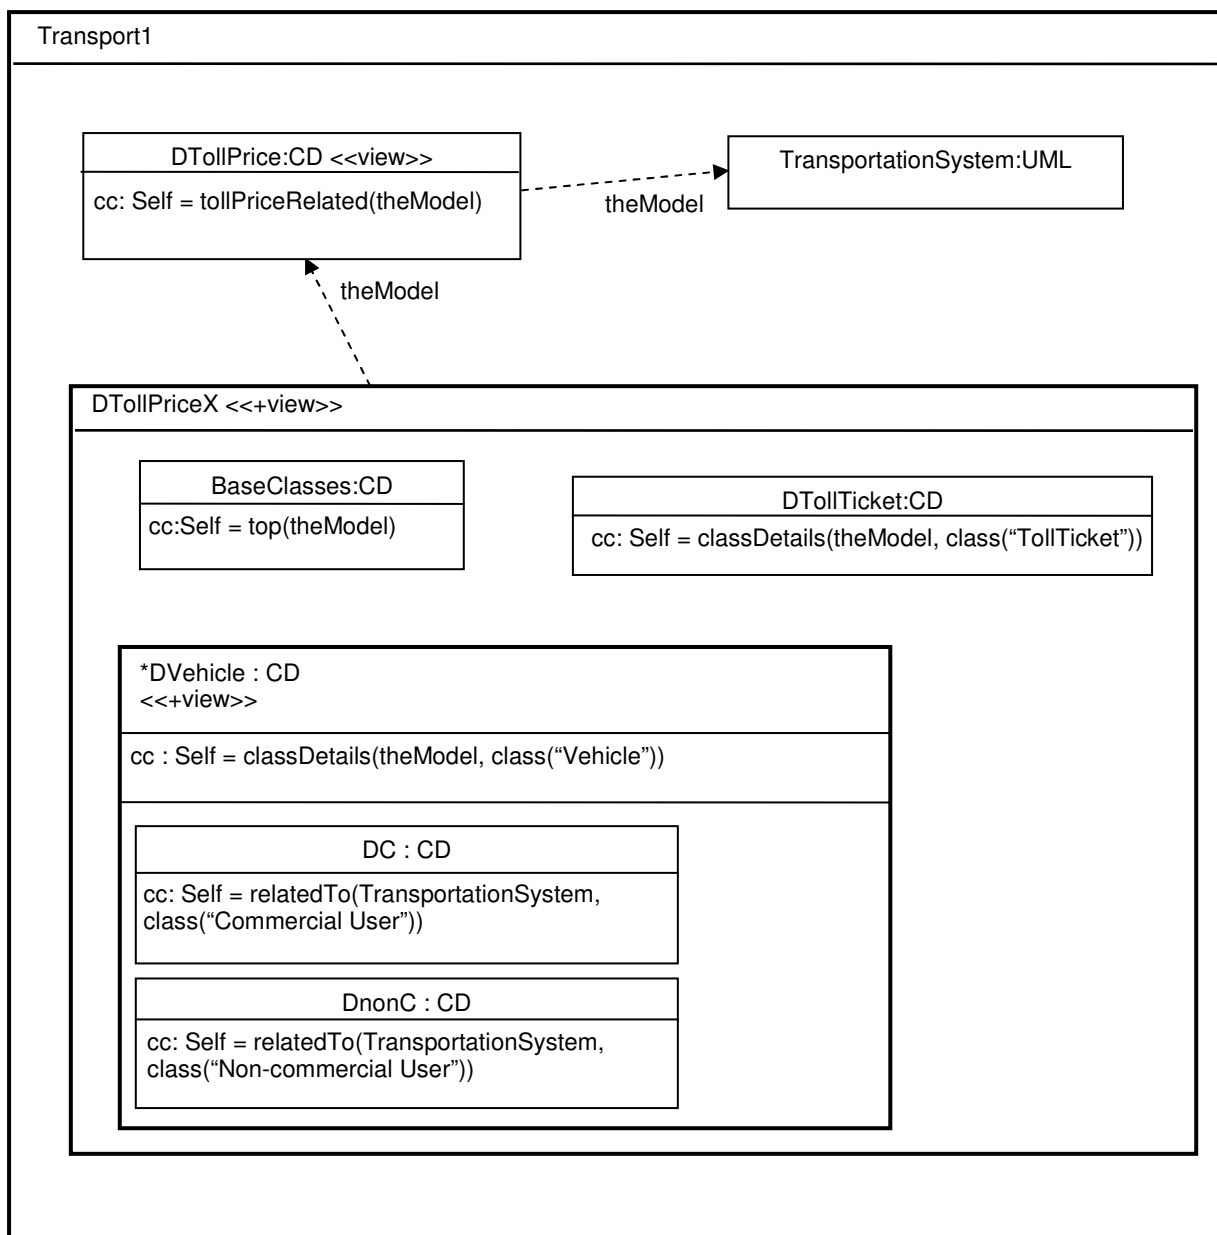 Transport1
DTollPrice:CD <<view>>
cc: Self = tollPriceRelated(theModel)
TransportationSystem:UML
theModel
theModel
DTollPriceX <<+view>>
BaseClasses:CD
cc:Self = top(theModel)
DTollTicket:CD
cc: Self = classDetails(theModel, class(“TollTicket”))
*DVehicle : CD
<<+view>>
cc : Self = classDetails(theModel, class(“Vehicle”))
DC : CD
cc: Self = relatedTo(TransportationSystem,
class(“Commercial User”))
DnonC : CD
cc: Self = relatedTo(TransportationSystem,
class(“Non-commercial User”))